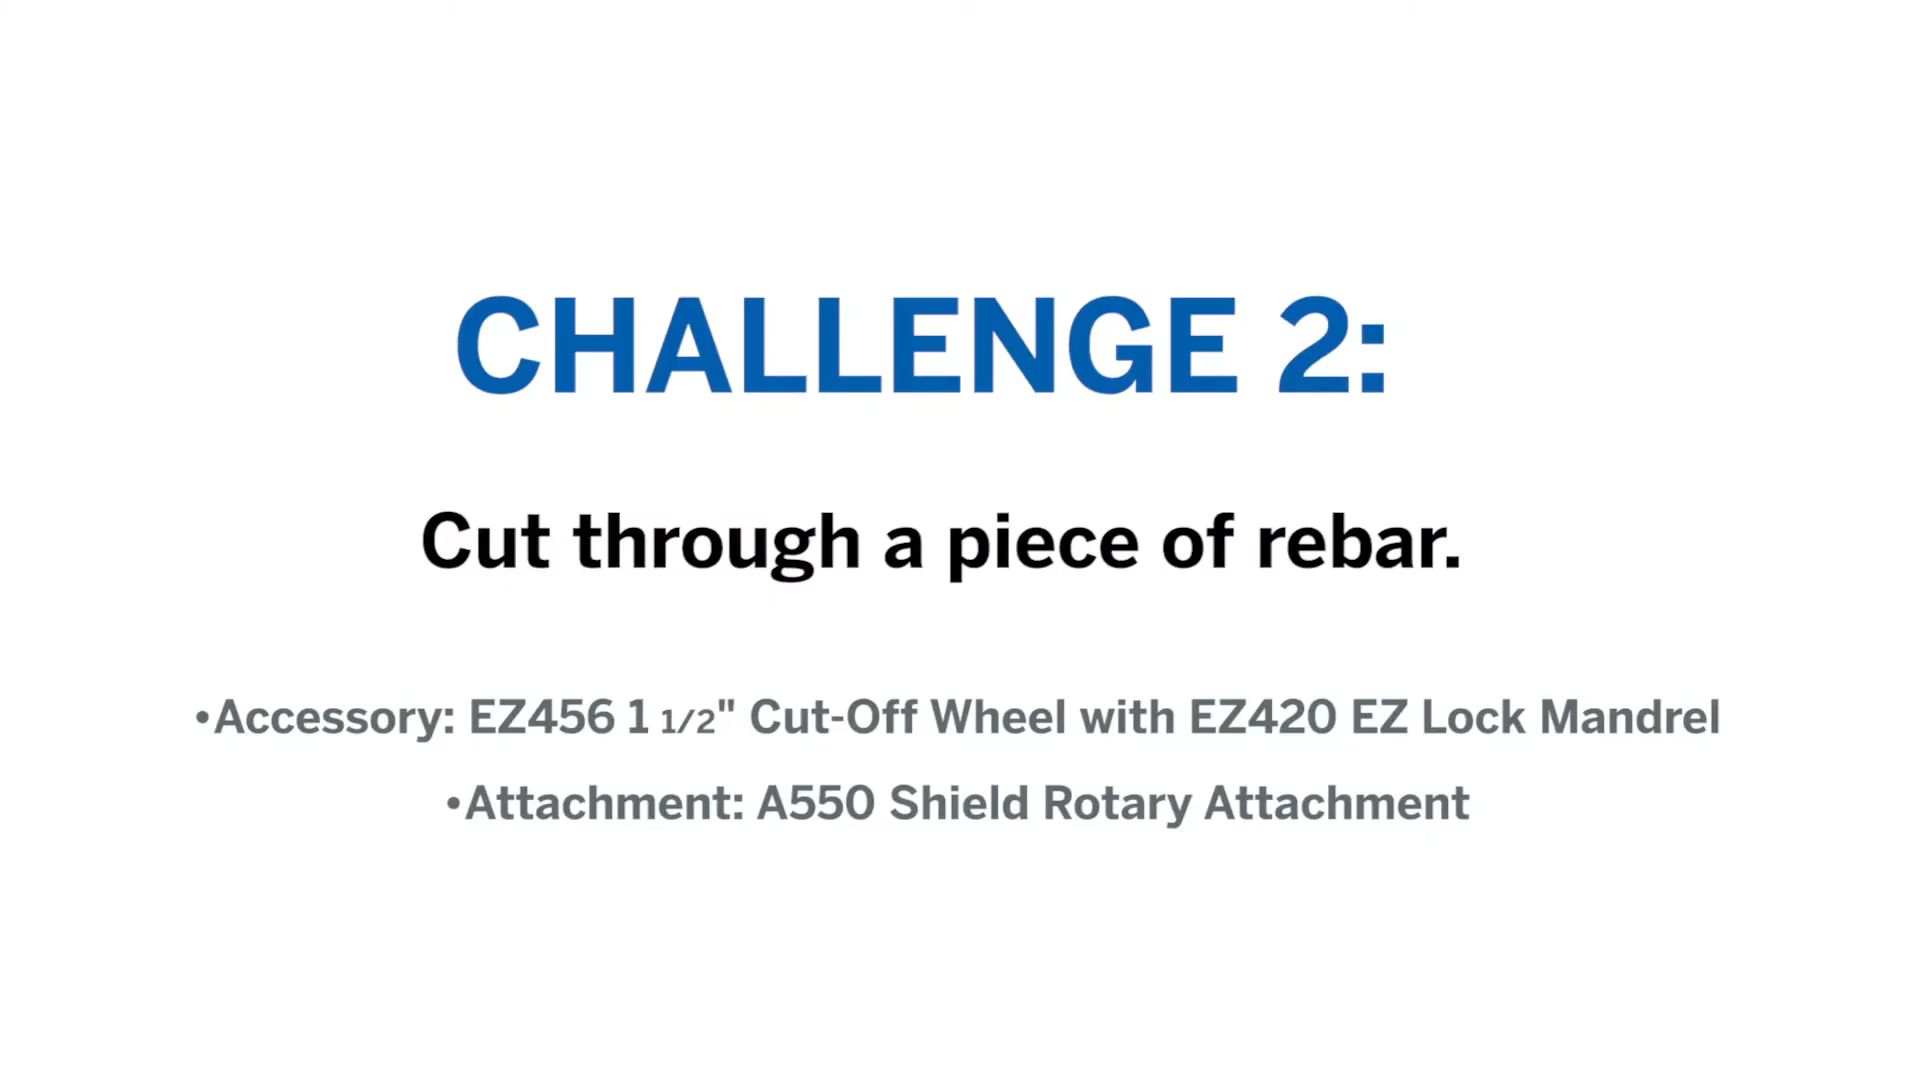 CHALLENGE 2:
Cut through a piece of rebar.
•Accessory: EZ456 1 1/2" Cut-Off Wheel with EZ420 EZ Lock Mandrel
•Attachment: A550 Shield Rotary Attachment